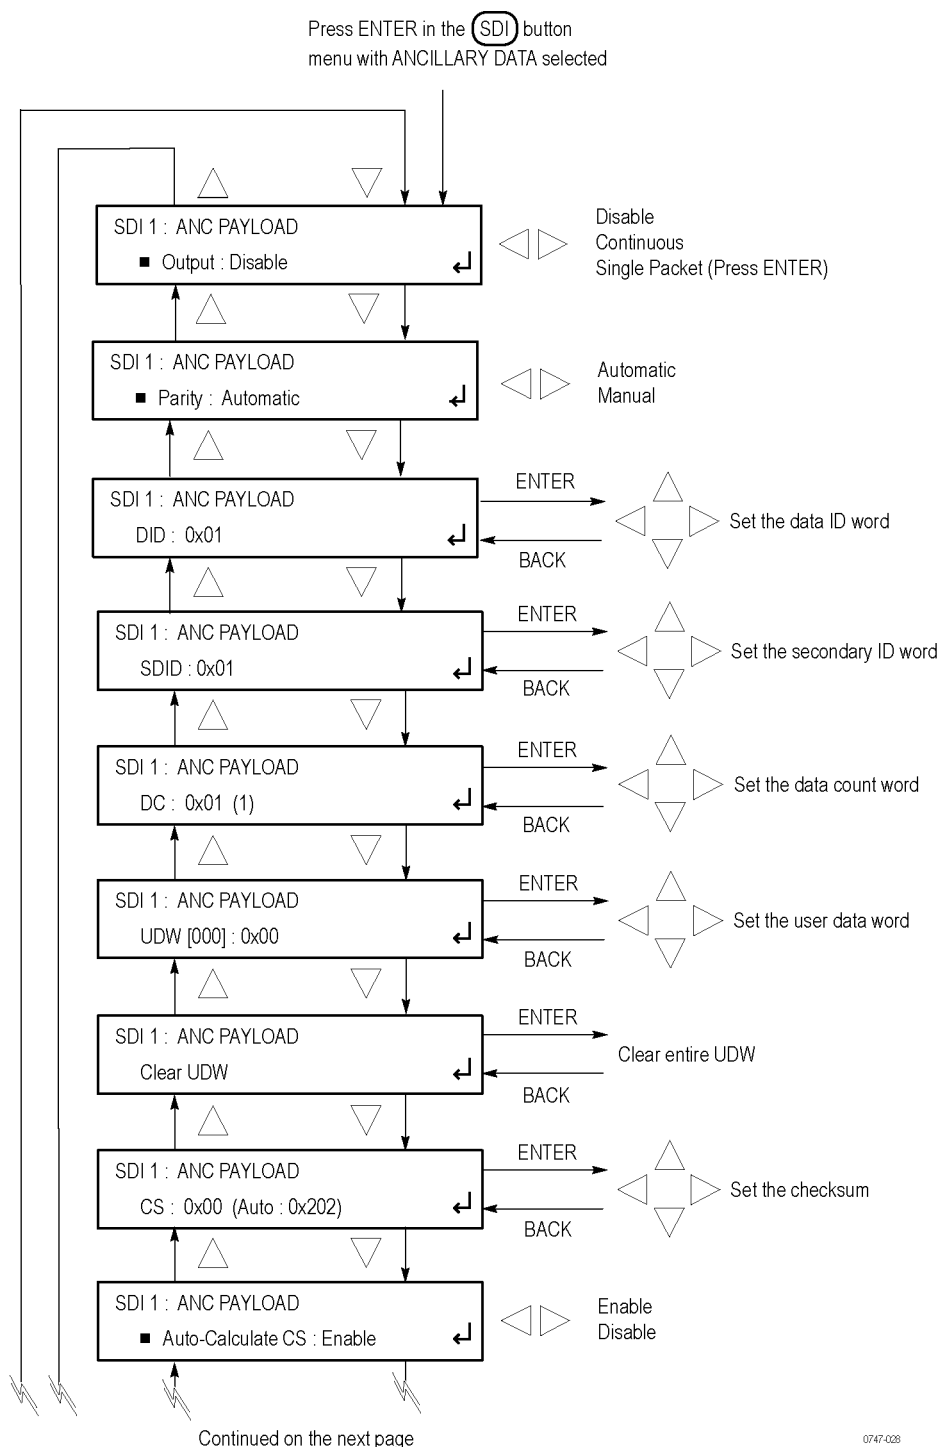 Press ENTER in the SDI button
menu with ANCILLARY DATA selected
SDI 1 : ANC PAYLOAD
■ Output : Disable
Disable
Continuous
Single Packet (Press ENTER)
SDI 1 : ANC PAYLOAD
■ Parity : Automatic
Automatic
Manual
SDI 1 : ANC PAYLOAD
DID : 0x01
ENTER
BACK
Set the data ID word
SDI 1 : ANC PAYLOAD
SDID : 0x01
ENTER
BACK
Set the secondary ID word
SDI 1 : ANC PAYLOAD
DC : 0x01 (1)
ENTER
BACK
Set the data count word
SDI 1 : ANC PAYLOAD
UDW [000] : 0x00
ENTER
BACK
Set the user data word
SDI 1 : ANC PAYLOAD
Clear UDW
ENTER
BACK
Clear entire UDW
SDI 1 : ANC PAYLOAD
CS : 0x00 (Auto : 0x202)
ENTER
BACK
Set the checksum
SDI 1 : ANC PAYLOAD
■ Auto-Calculate CS : Enable
Enable
Disable
Continued on the next page
0747-028